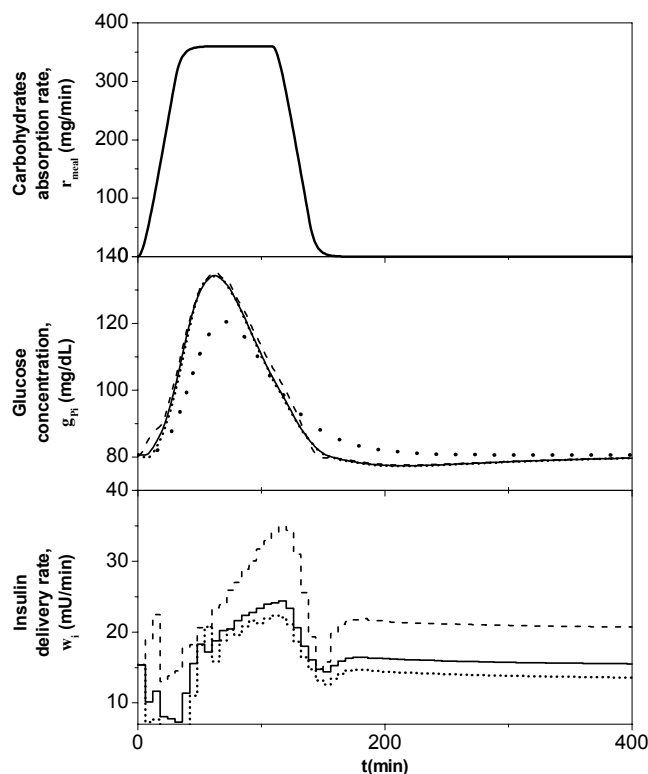 400
300
200
100
140
Carbohydrates
absorption rate,
r_meal (mg/min)
120
100
80
Glucose
concentration,
g_Pi (mg/dL)
40
30
20
10
Insulin
delivery rate,
w_i (mU/min)
0
200
400
t(min)